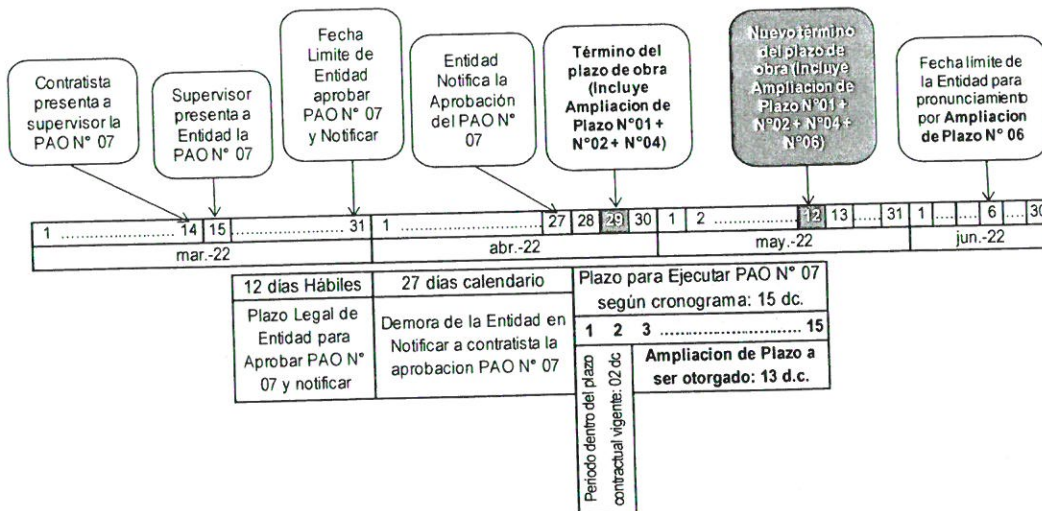 Contratista
presenta a
supervisor la
PAO N° 07
Supervisor
presenta a
Entidad la
PAO N° 07
Fecha
Limite de
Entidad
aprobar
PAO N° 07
y Notificar
Entidad
Notifica la
Aprobación
del PAO N°
07
Término del
plazo de obra
(Incluye
Ampliacion de
Plazo N°01 +
N°02 + N°04)
Nuevo término
del plazo de
obra (Incluye
Ampliacion de
Plazo N°01 +
N°02 + N°04 +
N°06)
Fecha limite de
la Entidad para
pronunciamiento
por Ampliacion
de Plazo N° 06
1 ........................ 14 15 ........................ 31 1 ........................ 27 28 29 30 1 2 ................ 12 13 ...... 31 1 ...... ...... 6 .... 30
mar.-22 abr.-22 may.-22 jun.-22
12 días Hábiles
Plazo Legal de
Entidad para
Aprobar PAO N°
07 y notificar
27 días calendario
Demora de la Entidad en
Notificar a contratista la
aprobacion PAO N° 07
Plazo para Ejecutar PAO N° 07
según cronograma: 15 dc.
1 2 3 ................................ 15
Periodo dentro del plazo
contractual vigente: 02 dc
Ampliacion de Plazo a
ser otorgado: 13 d.c.